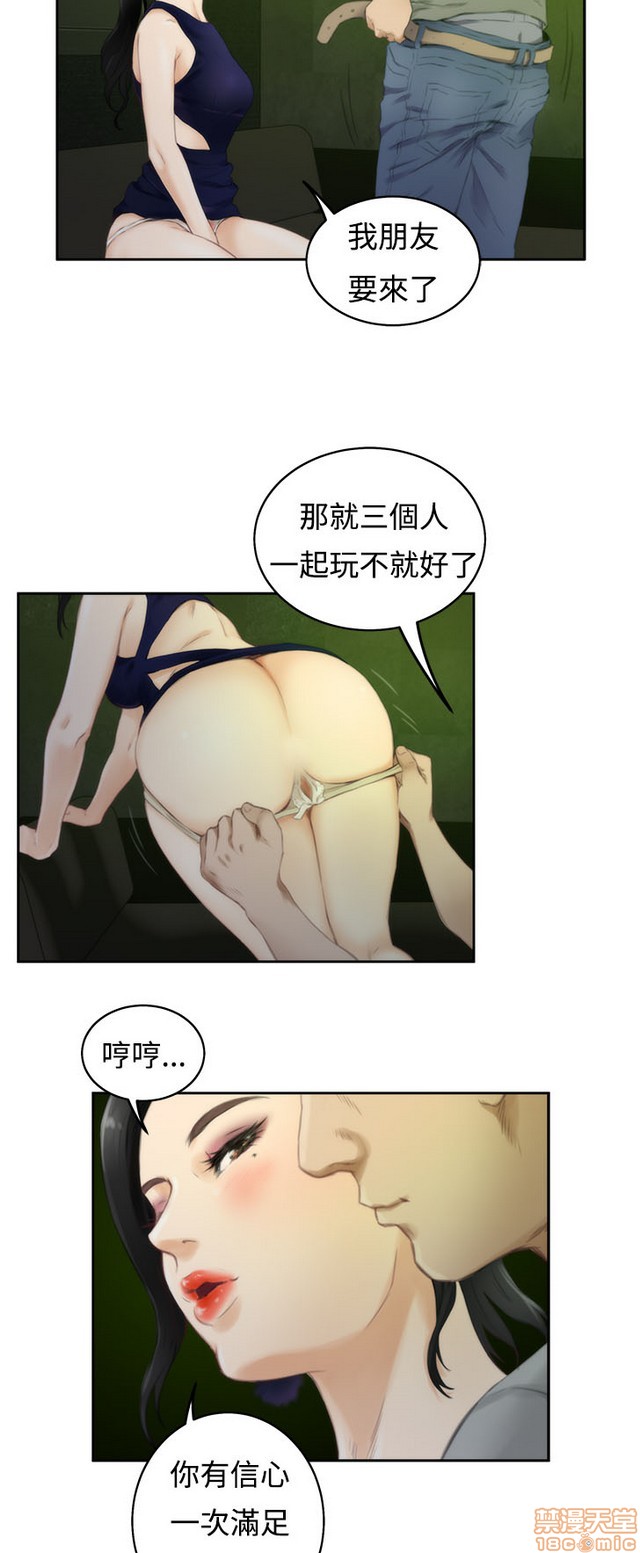 我朋友
要來了
那就三個人
一起玩不就好了
哼哼...
你有信心
一次滿足
禁漫天堂
18comic